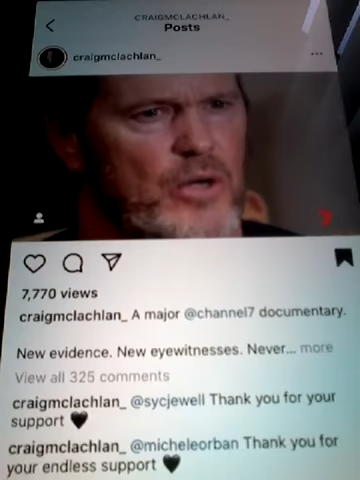 CRAIGMCLACHLAN_
Posts
craigmclachlan_
7
7,770 views
craigmclachlan_ A major @channel7 documentary.
New evidence. New eyewitnesses. Never... more
View all 325 comments
craigmclachlan_ @sycjewell Thank you for your
support 🖤
craigmclachlan_ @micheleorban Thank you for
your endless support 🖤